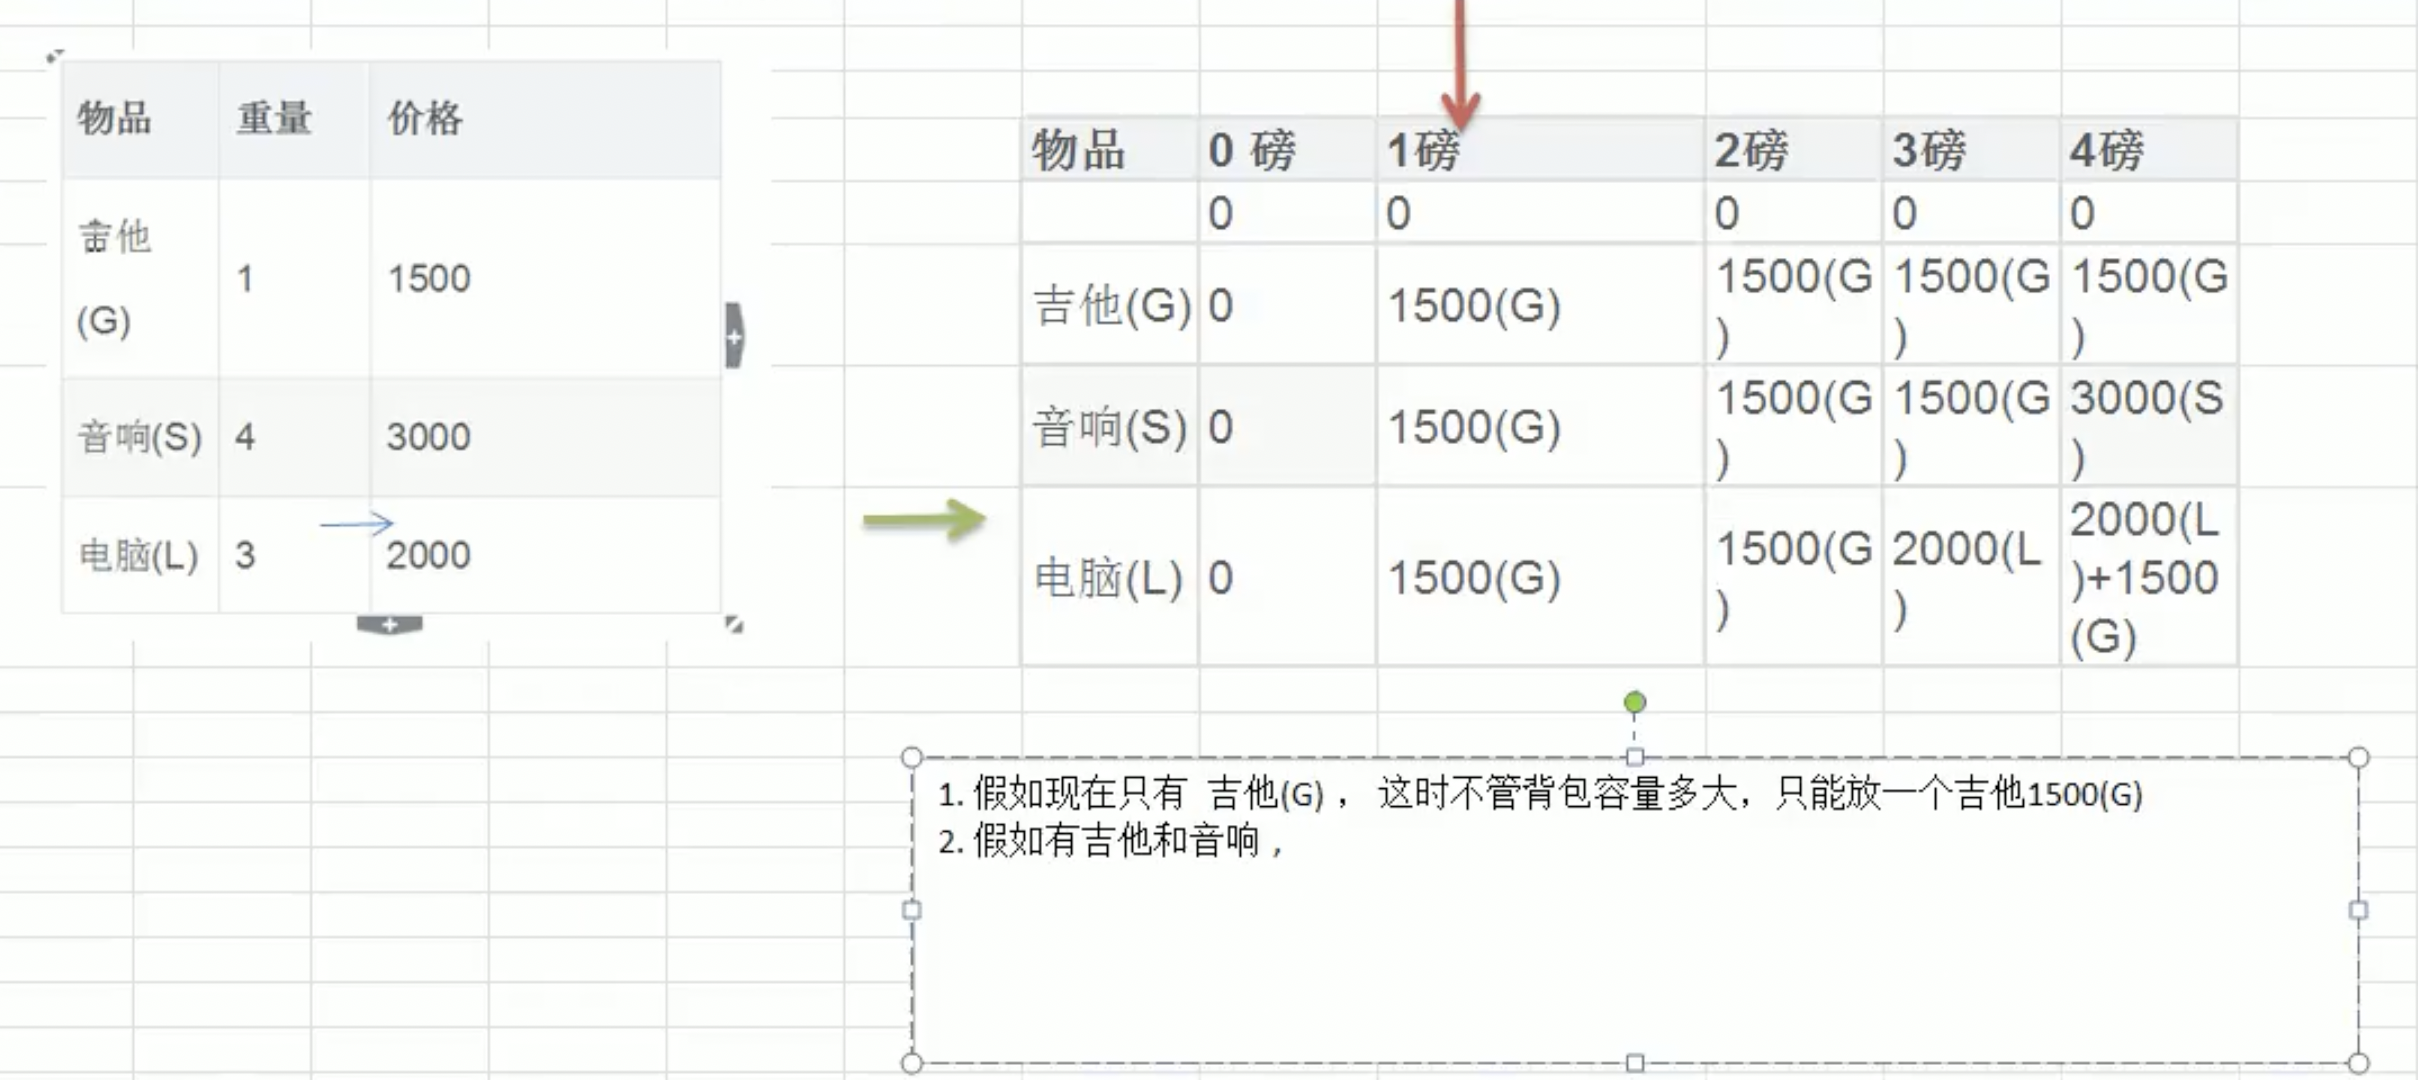 物品 重量 价格
吉他
(G) 1 1500
音响(S) 4 3000
电脑(L) 3 2000
物品 0 磅 1磅 2磅 3磅 4磅
0 0 0 0 0
吉他(G) 0 1500(G) 1500(G) 1500(G) 1500(G)
音响(S) 0 1500(G) 1500(G) 1500(G) 3000(S)
电脑(L) 0 1500(G) 1500(G) 2000(L) 2000(L)+1500(G)
1. 假如现在只有 吉他(G) ， 这时不管背包容量多大，只能放一个吉他1500(G)
2. 假如有吉他和音响 ,